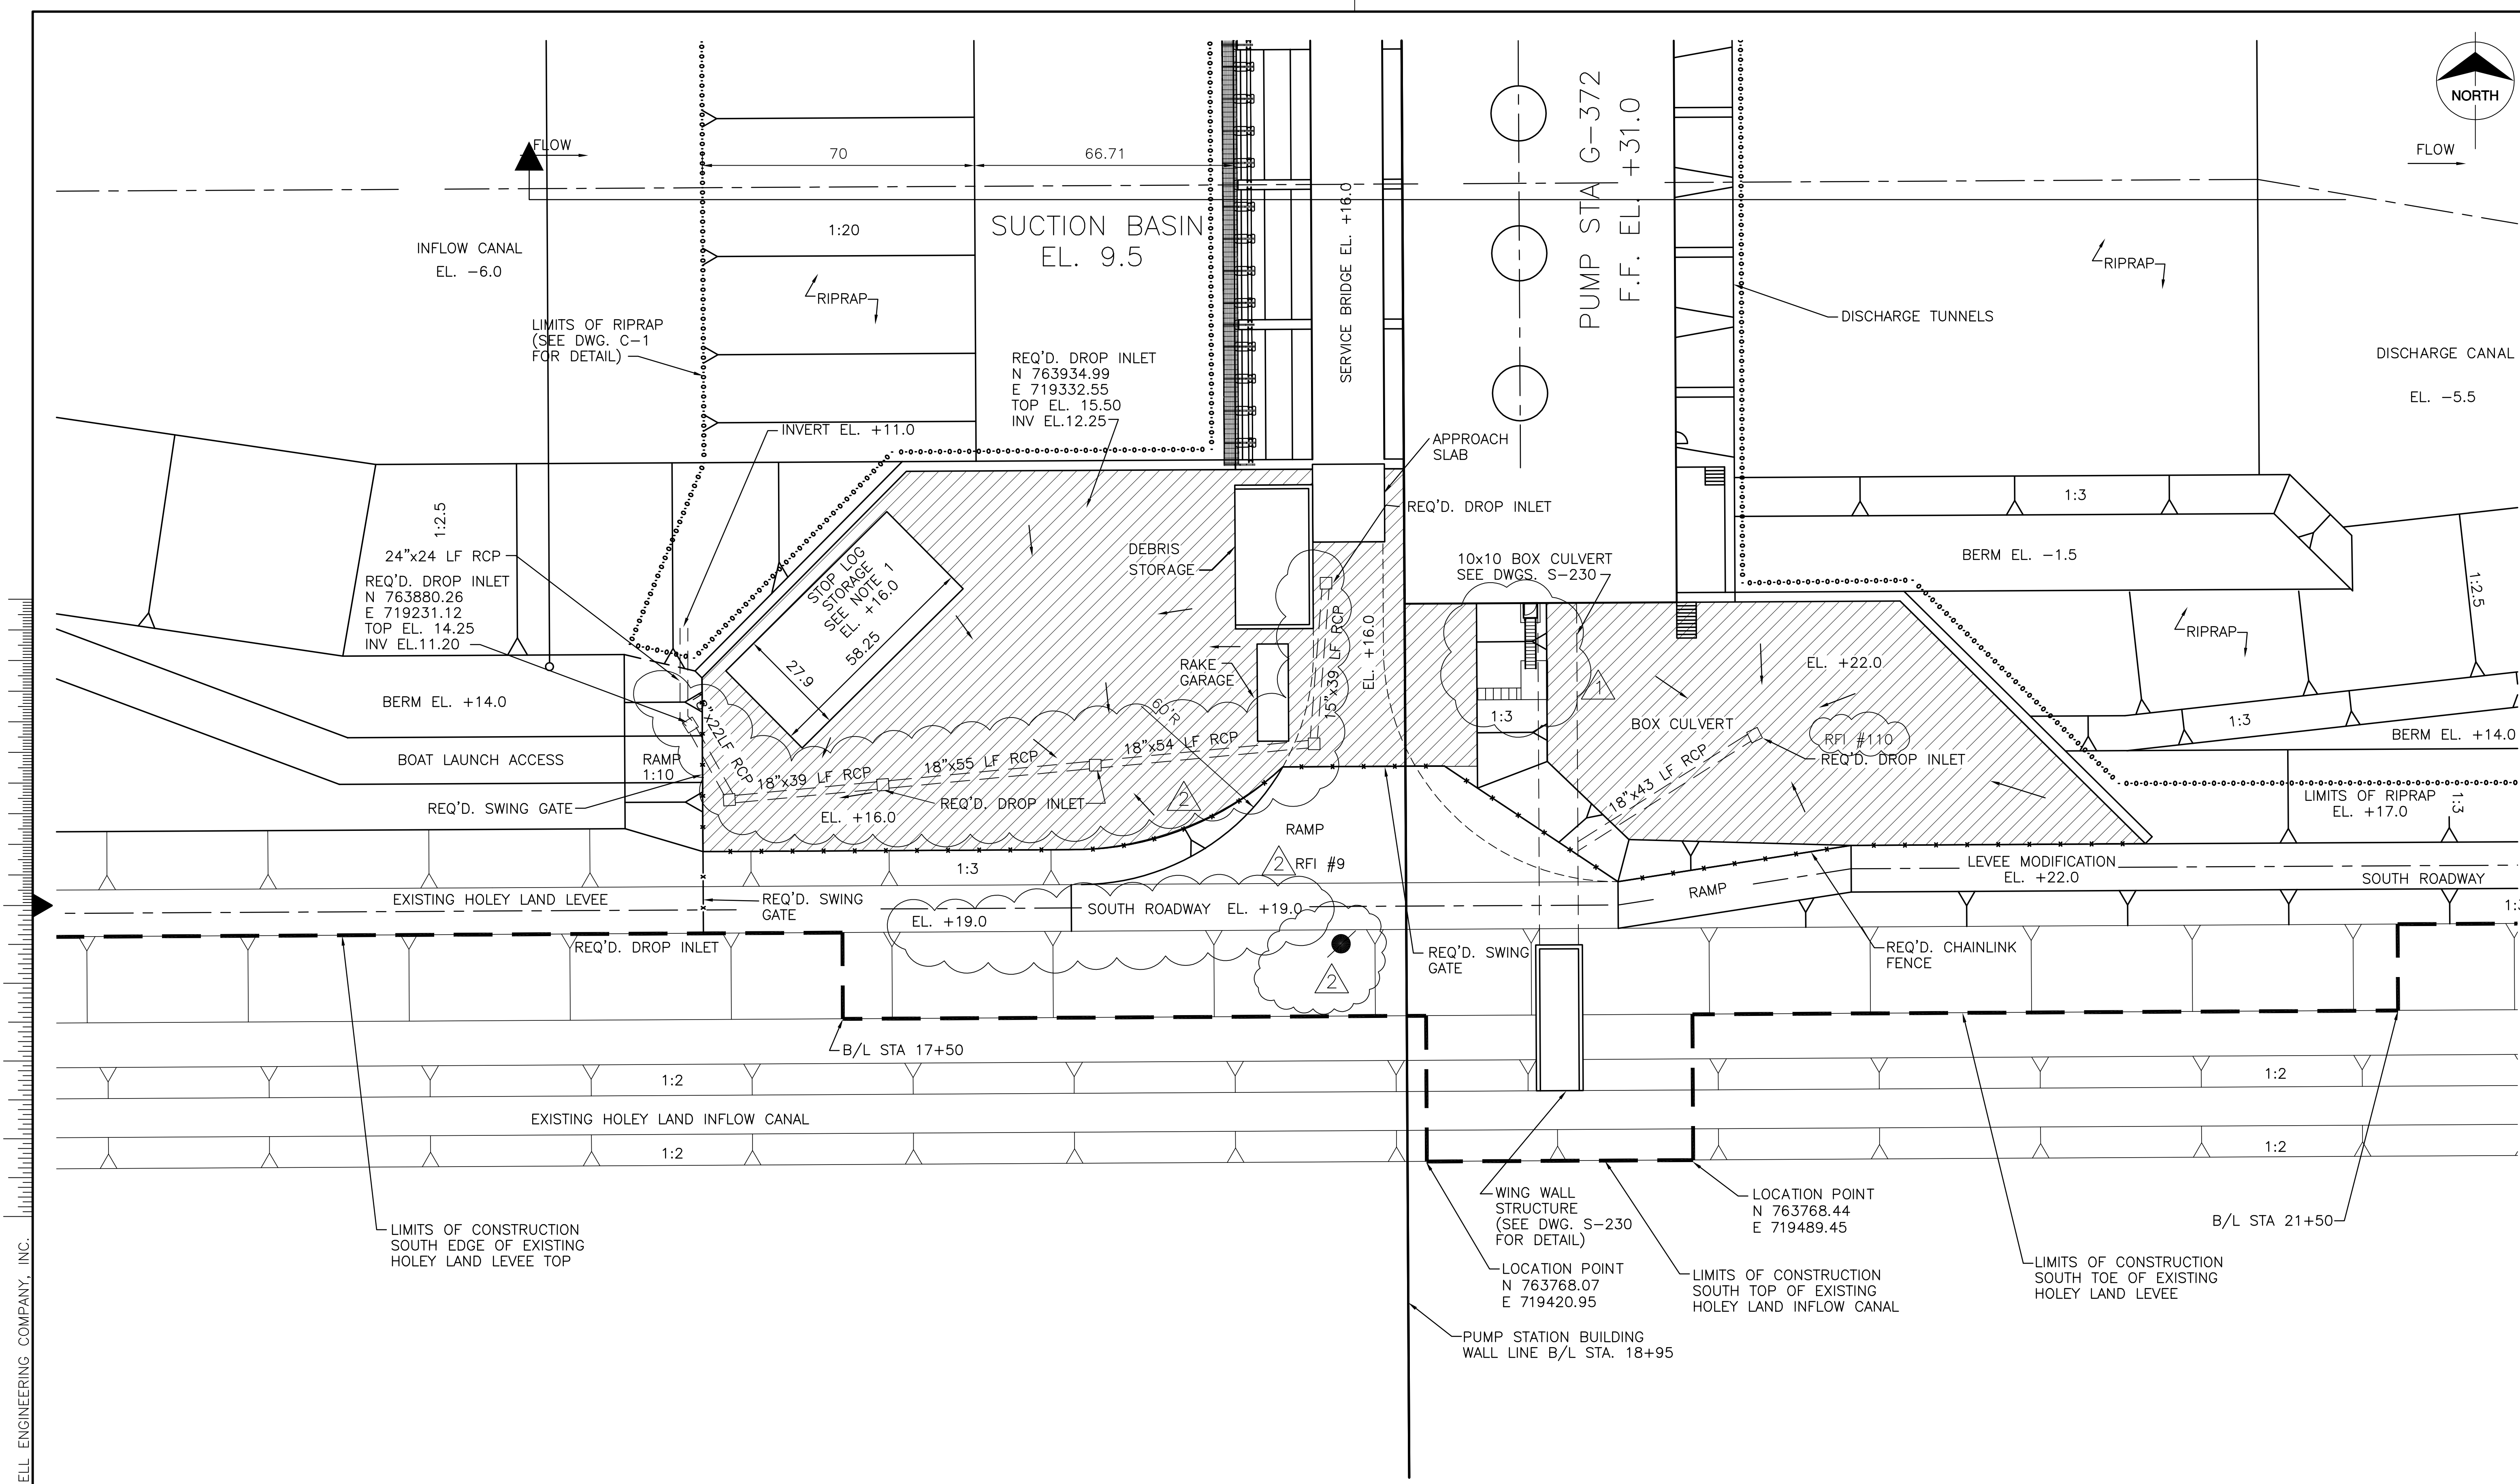 NORTH
FLOW
FLOW
70
66.71
PUMP STA G-372
F.F. EL. +31.0
SERVICE BRIDGE EL. +16.0
INFLOW CANAL
EL. -6.0
1:20
SUCTION BASIN
EL. 9.5
RIPRAP
RIPRAP
LIMITS OF RIPRAP
(SEE DWG. C-1
FOR DETAIL)
DISCHARGE TUNNELS
DISCHARGE CANAL
EL. -5.5
REQ'D. DROP INLET
N 763934.99
E 719332.55
TOP EL. 15.50
INV EL.12.25
INVERT EL. +11.0
APPROACH
SLAB
REQ'D. DROP INLET
1:2.5
1:3
24"x24 LF RCP
REQ'D. DROP INLET
N 763880.26
E 719231.12
TOP EL. 14.25
INV EL.11.20
STOP LOG
STORAGE
SEE NOTE 1
EL. +16.0
58.25
27.9
DEBRIS
STORAGE
10x10 BOX CULVERT
SEE DWGS. S-230
BERM EL. -1.5
1:2.5
RIPRAP
15"x39 LF RCP
EL. +16.0
RAKE
GARAGE
60'R
1
1:3
EL. +22.0
BOX CULVERT
RFI #110
REQ'D. DROP INLET
18"x43 LF RCP
BERM EL. +14.0
1:3
BERM EL. +14.0
BOAT LAUNCH ACCESS
RAMP
1:10
18"x22LF RCP
18"x39 LF RCP
18"x55 LF RCP
18"x54 LF RCP
REQ'D. SWING GATE
REQ'D. DROP INLET
2
EL. +16.0
RAMP
LIMITS OF RIPRAP
EL. +17.0
1:3
1:3
2
RFI #9
LEVEE MODIFICATION
EL. +22.0
RAMP
SOUTH ROADWAY
EXISTING HOLEY LAND LEVEE
REQ'D. SWING
GATE
EL. +19.0
SOUTH ROADWAY EL. +19.0
REQ'D. DROP INLET
2
REQ'D. SWING
GATE
REQ'D. CHAINLINK
FENCE
B/L STA 17+50
1:2
1:2
EXISTING HOLEY LAND INFLOW CANAL
1:2
1:2
LIMITS OF CONSTRUCTION
SOUTH EDGE OF EXISTING
HOLEY LAND LEVEE TOP
WING WALL
STRUCTURE
(SEE DWG. S-230
FOR DETAIL)
LOCATION POINT
N 763768.44
E 719489.45
B/L STA 21+50
LOCATION POINT
N 763768.07
E 719420.95
LIMITS OF CONSTRUCTION
SOUTH TOP OF EXISTING
HOLEY LAND INFLOW CANAL
LIMITS OF CONSTRUCTION
SOUTH TOE OF EXISTING
HOLEY LAND LEVEE
PUMP STATION BUILDING
WALL LINE B/L STA. 18+95
ELL ENGINEERING COMPANY, INC.